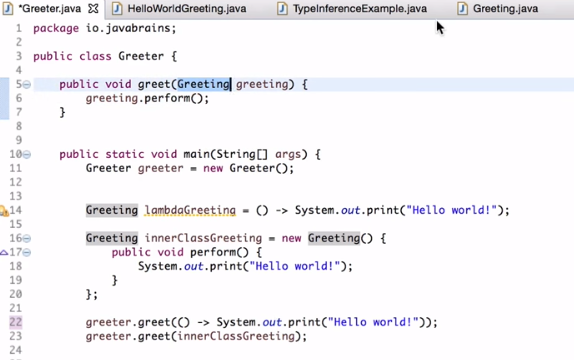 *Greeter.java HelloWorldGreeting.java TypeInferenceExample.java Greeting.java
1 package io.javabrains;
2
3 public class Greeter {
4
5 public void greet(Greeting greeting) {
6 greeting.perform();
7 }
8
9
10 public static void main(String[] args) {
11 Greeter greeter = new Greeter();
12
13
14 Greeting lambdaGreeting = () -> System.out.print("Hello world!");
15
16 Greeting innerClassGreeting = new Greeting() {
17 public void perform() {
18 System.out.print("Hello world!");
19 }
20 };
21
22 greeter.greet(() -> System.out.print("Hello world!"));
23 greeter.greet(innerClassGreeting);
24